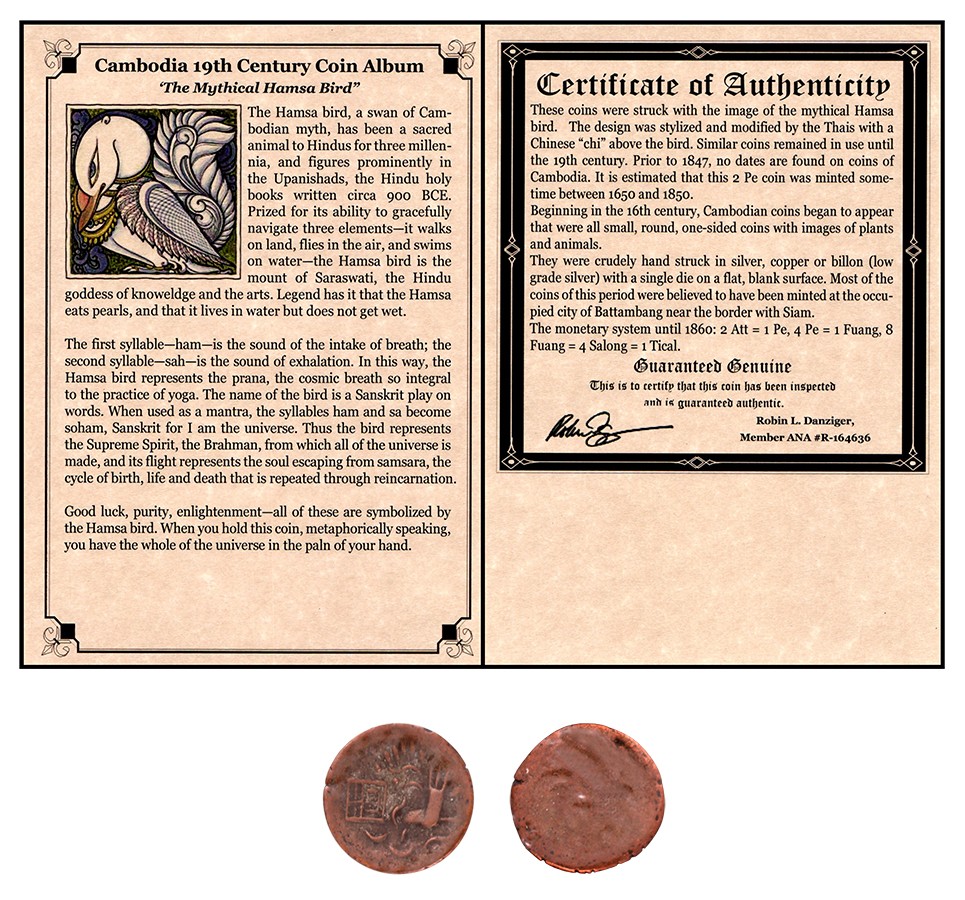 Cambodia 19th Century Coin Album
‘The Mythical Hamsa Bird”
The Hamsa bird, a swan of Cam-
bodian myth, has been a sacred
animal to Hindus for three millen-
nia, and figures prominently in
the Upanishads, the Hindu holy
books written circa 900 BCE.
Prized for its ability to gracefully
navigate three elements—it walks
on land, flies in the air, and swims
on water—the Hamsa bird is the
mount of Saraswati, the Hindu
goddess of knoweldge and the arts. Legend has it that the Hamsa
eats pearls, and that it lives in water but does not get wet.
The first syllable—ham—is the sound of the intake of breath; the
second syllable—sah—is the sound of exhalation. In this way, the
Hamsa bird represents the prana, the cosmic breath so integral
to the practice of yoga. The name of the bird is a Sanskrit play on
words. When used as a mantra, the syllables ham and sa become
soham, Sanskrit for I am the universe. Thus the bird represents
the Supreme Spirit, the Brahman, from which all of the universe is
made, and its flight represents the soul escaping from samsara, the
cycle of birth, life and death that is repeated through reincarnation.
Good luck, purity, enlightenment—all of these are symbolized by
the Hamsa bird. When you hold this coin, metaphorically speaking,
you have the whole of the universe in the paln of your hand.
Certificate of Authenticity
These coins were struck with the image of the mythical Hamsa
bird. The design was stylized and modified by the Thais with a
Chinese “chi” above the bird. Similar coins remained in use until
the 19th century. Prior to 1847, no dates are found on coins of
Cambodia. It is estimated that this 2 Pe coin was minted some-
time between 1650 and 1850.
Beginning in the 16th century, Cambodian coins began to appear
that were all small, round, one-sided coins with images of plants
and animals.
They were crudely hand struck in silver, copper or billon (low
grade silver) with a single die on a flat, blank surface. Most of the
coins of this period were believed to have been minted at the occu-
pied city of Battambang near the border with Siam.
The monetary system until 1860: 2 Att = 1 Pe, 4 Pe = 1 Fuang, 8
Fuang = 4 Salong = 1 Tical.
Guaranteed Genuine
This is to certify that this coin has been inspected
and is guaranteed authentic.
Robin L. Danziger,
Member ANA #R-164636